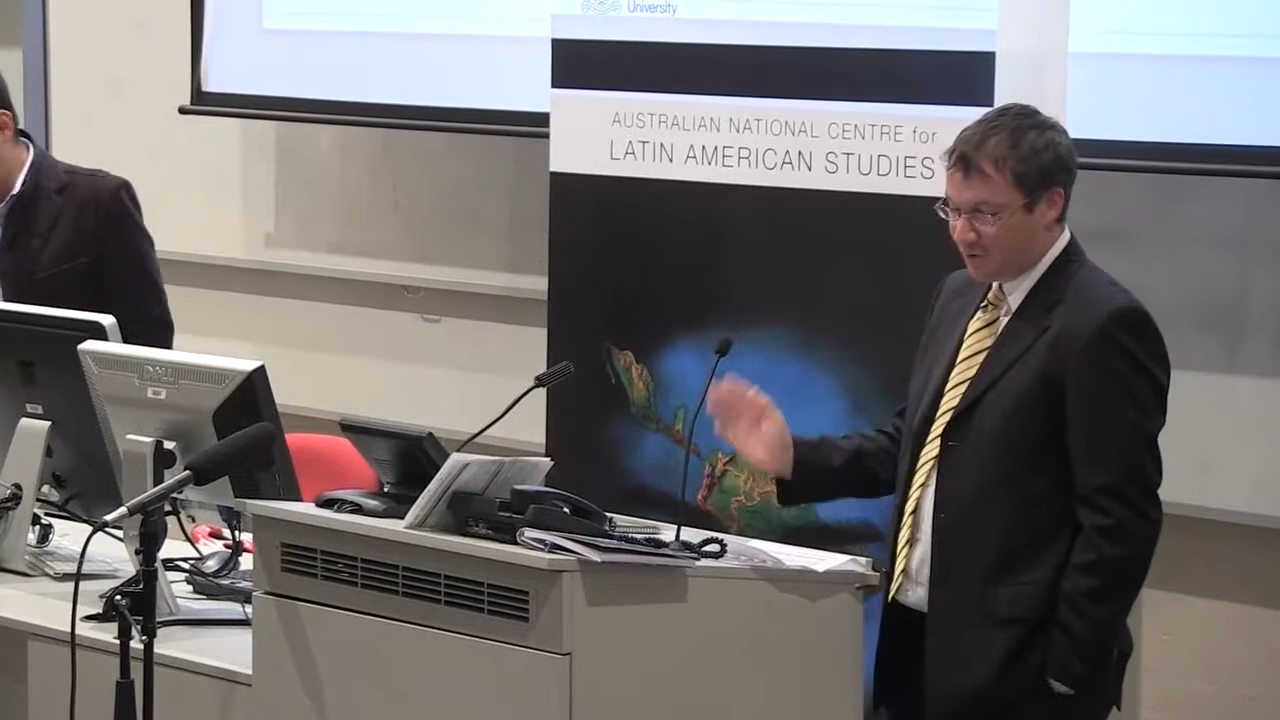 University
AUSTRALIAN NATIONAL CENTRE for
LATIN AMERICAN STUDIES
DELL